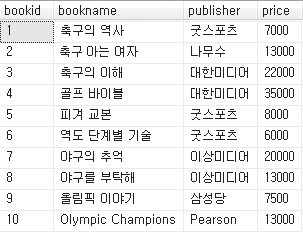 bookid bookname publisher price
1 축구의 역사 굿스포츠 7000
2 축구 아는 여자 나무수 13000
3 축구의 이해 대한미디어 22000
4 골프 바이블 대한미디어 35000
5 피겨 교본 굿스포츠 8000
6 역도 단계별 기술 굿스포츠 6000
7 야구의 추억 이상미디어 20000
8 야구를 부탁해 이상미디어 13000
9 올림픽 이야기 삼성당 7500
10 Olympic Champions Pearson 13000